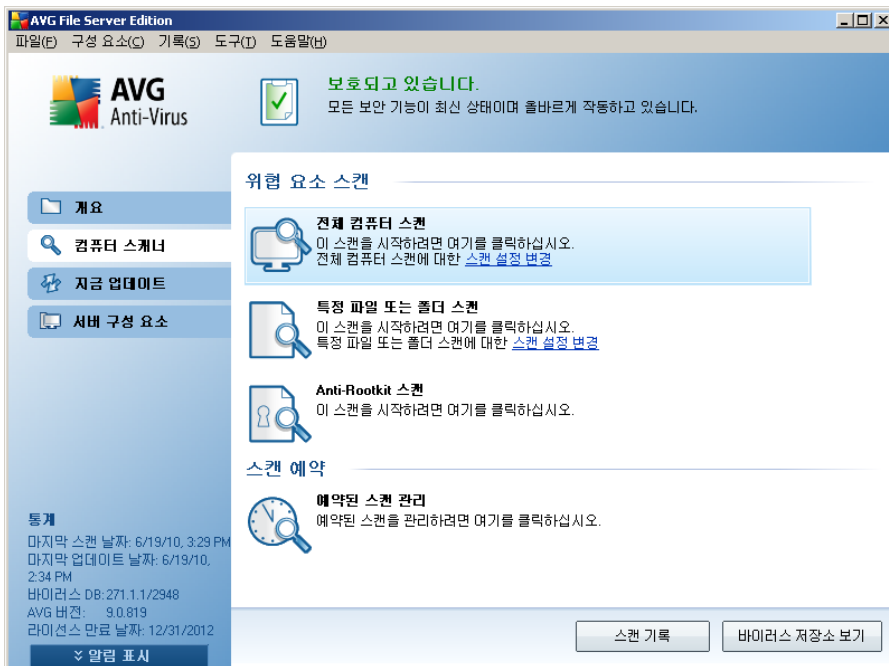 AVG File Server Edition
파일(F) 구성 요소(C) 기록(S) 도구(T) 도움말(H)
AVG
Anti-Virus
보호되고 있습니다.
모든 보안 기능이 최신 상태이며 올바르게 작동하고 있습니다.
개요
컴퓨터 스캐너
지금 업데이트
서버 구성 요소
위협 요소 스캔
전체 컴퓨터 스캔
이 스캔을 시작하려면 여기를 클릭하십시오.
전체 컴퓨터 스캔에 대한 스캔 설정 변경
특정 파일 또는 폴더 스캔
이 스캔을 시작하려면 여기를 클릭하십시오.
특정 파일 또는 폴더 스캔에 대한 스캔 설정 변경
Anti-Rootkit 스캔
이 스캔을 시작하려면 여기를 클릭하십시오.
스캔 예약
예약된 스캔 관리
예약된 스캔을 관리하려면 여기를 클릭하십시오.
통계
마지막 스캔 날짜: 6/19/10, 3:29 PM
마지막 업데이트 날짜: 6/19/10,
2:34 PM
바이러스 DB:271.1.1/2948
AVG 버전: 9.0.819
라이선스 만료 날짜: 12/31/2012
알림 표시
스캔 기록
바이러스 저장소 보기